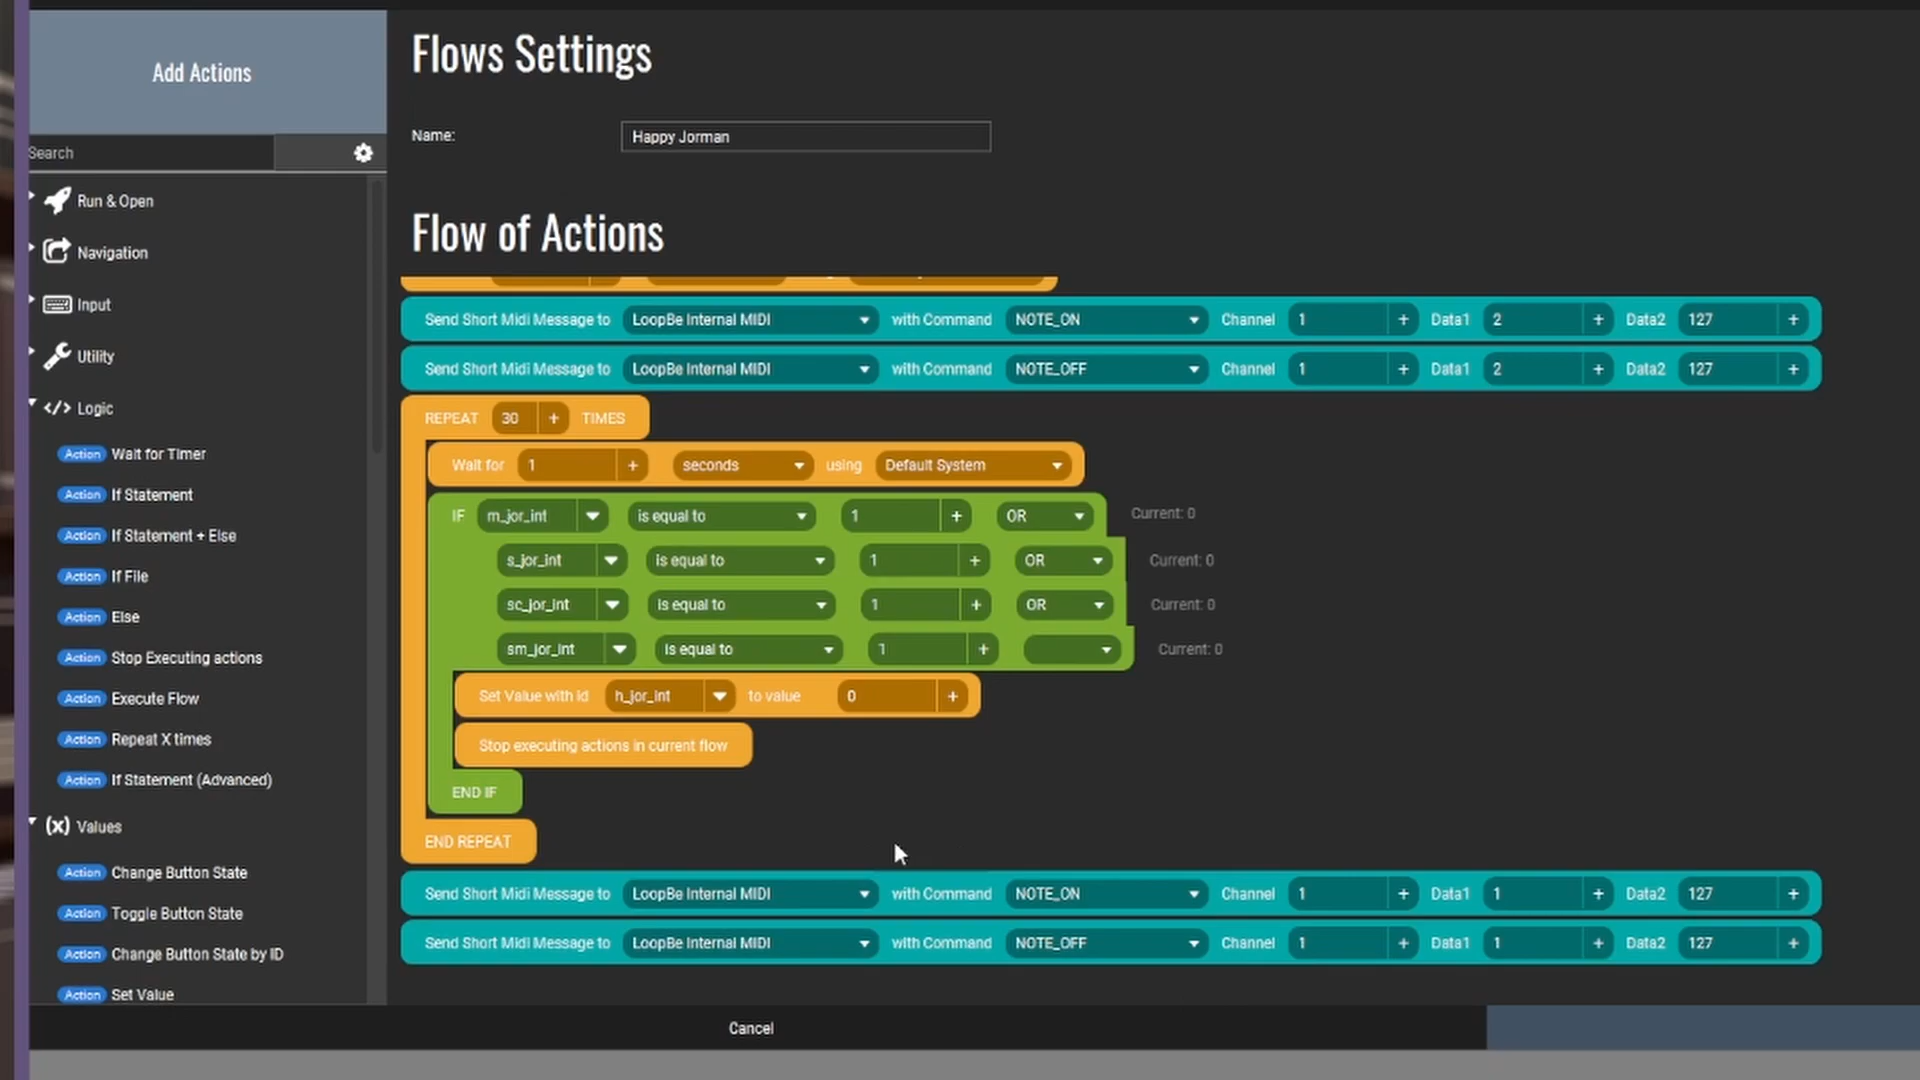 Add Actions
Search
Run & Open
Navigation
Input
Utility
</> Logic
Action Wait for Timer
Action If Statement
Action If Statement + Else
Action If File
Action Else
Action Stop Executing actions
Action Execute Flow
Action Repeat X times
Action If Statement (Advanced)
(x) Values
Action Change Button State
Action Toggle Button State
Action Change Button State by ID
Action Set Value
Flows Settings
Name: Happy Jorman
Flow of Actions
Send Short Midi Message to LoopBe Internal MIDI with Command NOTE_ON Channel 1 + Data1 2 + Data2 127 +
Send Short Midi Message to LoopBe Internal MIDI with Command NOTE_OFF Channel 1 + Data1 2 + Data2 127 +
REPEAT 30 + TIMES
Wait for 1 + seconds using Default System
IF m_jor_int is equal to 1 + OR Current: 0
s_jor_int is equal to 1 + OR Current: 0
sc_jor_int is equal to 1 + OR Current: 0
sm_jor_int is equal to 1 + Current: 0
Set Value with id h_jor_int to value 0 +
Stop executing actions in current flow
END IF
END REPEAT
Send Short Midi Message to LoopBe Internal MIDI with Command NOTE_ON Channel 1 + Data1 1 + Data2 127 +
Send Short Midi Message to LoopBe Internal MIDI with Command NOTE_OFF Channel 1 + Data1 1 + Data2 127 +
Cancel